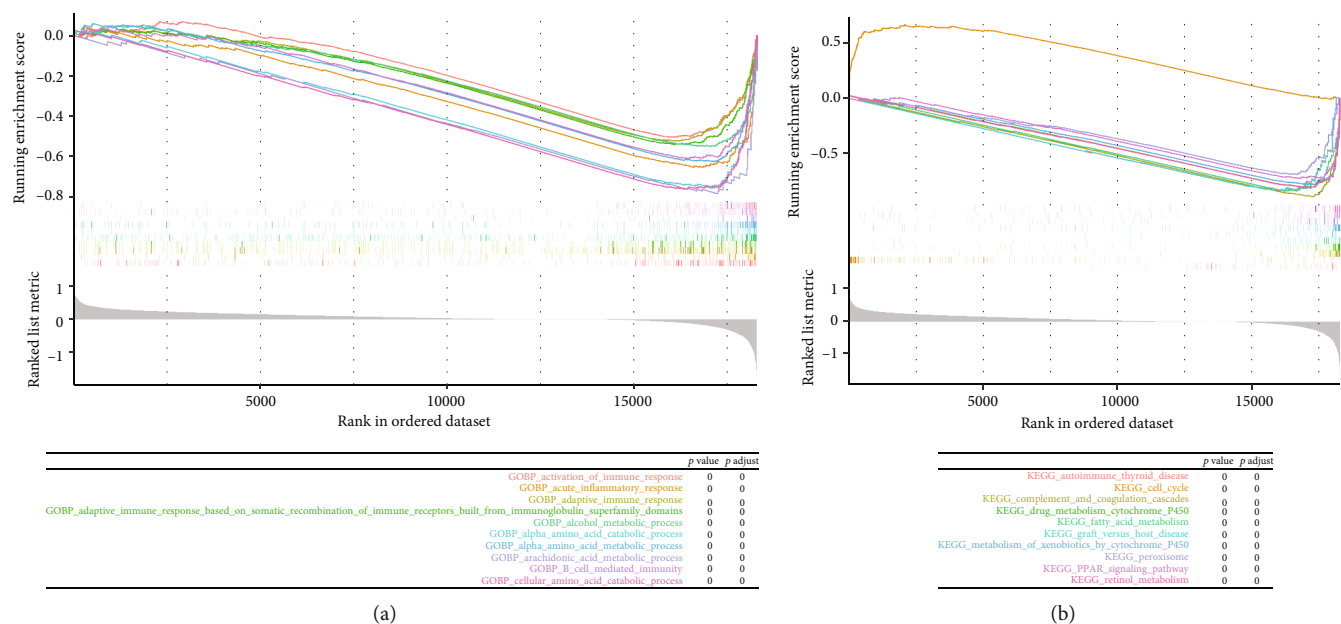 0.0
−0.2
−0.4
−0.6
−0.8
Running enrichment score
1
0
−1
Ranked list metric
5000 10000 15000
Rank in ordered dataset
p value p adjust
GOBP_activation_of_immune_response 0 0
GOBP_acute_inflammatory_response 0 0
GOBP_adaptive_immune_response 0 0
GOBP_adaptive_immune_response_based_on_somatic_recombination_of_immune_receptors_built_from_immunoglobulin_superfamily_domains 0 0
GOBP_alcohol_metabolic_process 0 0
GOBP_alpha_amino_acid_catabolic_process 0 0
GOBP_alpha_amino_acid_metabolic_process 0 0
GOBP_arachidonic_acid_metabolic_process 0 0
GOBP_B_cell_mediated_immunity 0 0
GOBP_cellular_amino_acid_catabolic_process 0 0
(a)
0.5
0.0
−0.5
Running enrichment score
1
0
−1
Ranked list metric
5000 10000 15000
Rank in ordered dataset
p value p adjust
KEGG_autoimmune_thyroid_disease 0 0
KEGG_cell_cycle 0 0
KEGG_complement_and_coagulation_cascades 0 0
KEGG_drug_metabolism_cytochrome_P450 0 0
KEGG_fatty_acid_metabolism 0 0
KEGG_graft_versus_host_disease 0 0
KEGG_metabolism_of_xenobiotics_by_cytochrome_P450 0 0
KEGG_peroxisome 0 0
KEGG_PPAR_signaling_pathway 0 0
KEGG_retinol_metabolism 0 0
(b)